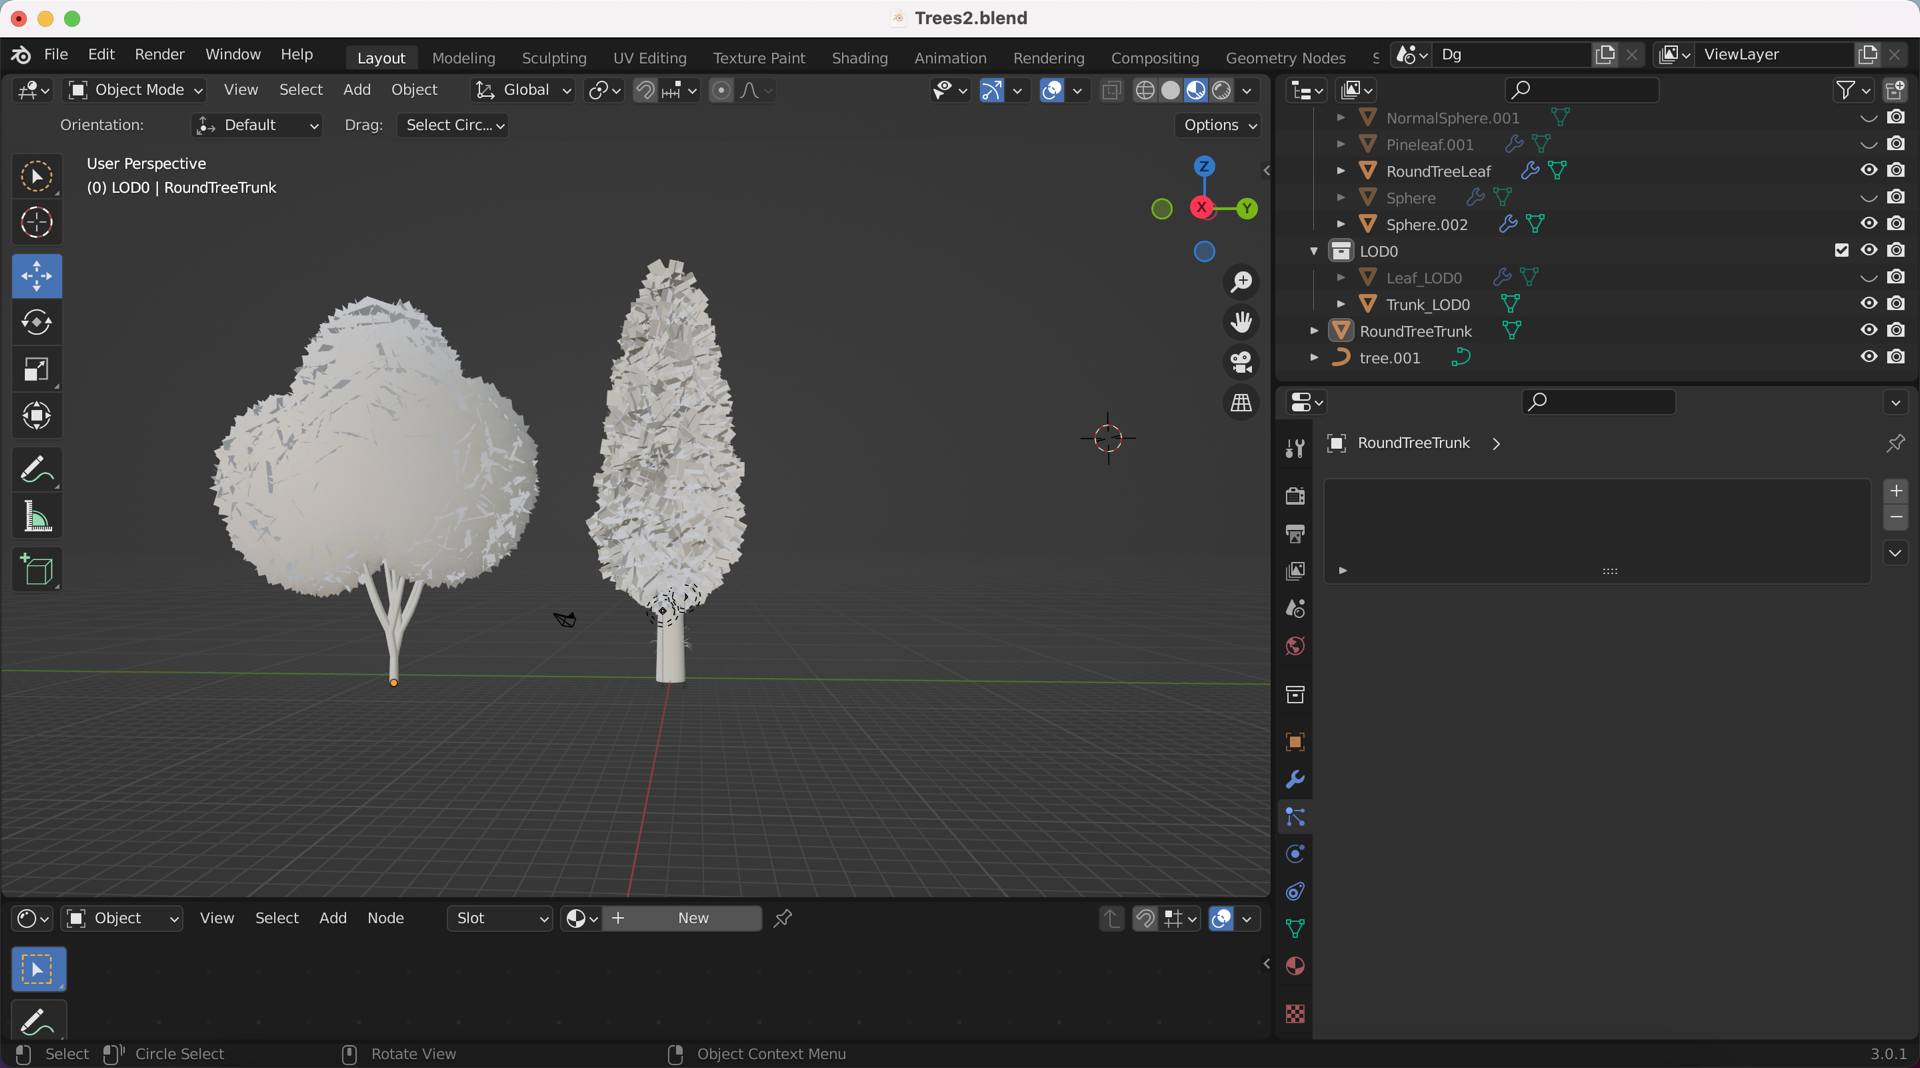 Trees2.blend
File Edit Render Window Help Layout Modeling Sculpting UV Editing Texture Paint Shading Animation Rendering Compositing Geometry Nodes S Dg ViewLayer
Object Mode View Select Add Object Global
Orientation: Default Drag: Select Circ... Options
User Perspective
(0) LOD0 | RoundTreeTrunk
Z
X
Y
NormalSphere.001
Pineleaf.001
RoundTreeLeaf
Sphere
Sphere.002
LOD0
Leaf_LOD0
Trunk_LOD0
RoundTreeTrunk
tree.001
RoundTreeTrunk
Object View Select Add Node Slot New
Select Circle Select Rotate View Object Context Menu 3.0.1